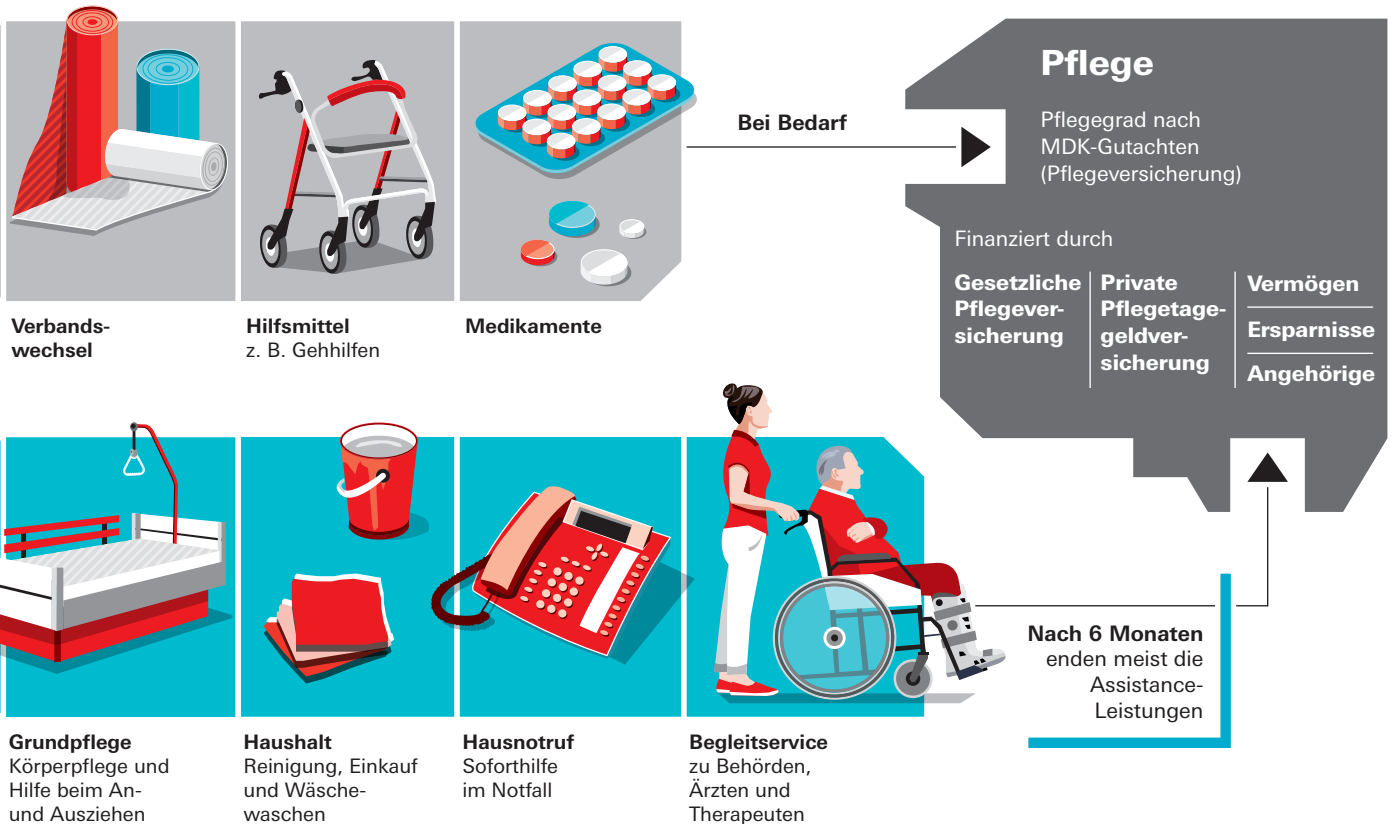 Verbands-
wechsel
Hilfsmittel
z. B. Gehhilfen
Medikamente
Bei Bedarf
Pflege
Pflegegrad nach
MDK-Gutachten
(Pflegeversicherung)
Finanziert durch
Gesetzliche
Pflegever-
sicherung
Private
Pflegetage-
geldver-
sicherung
Vermögen
Ersparnisse
Angehörige
Grundpflege
Körperpflege und
Hilfe beim An-
und Ausziehen
Haushalt
Reinigung, Einkauf
und Wäsche-
waschen
Hausnotruf
Soforthilfe
im Notfall
Begleitservice
zu Behörden,
Ärzten und
Therapeuten
Nach 6 Monaten
enden meist die
Assistance-
Leistungen